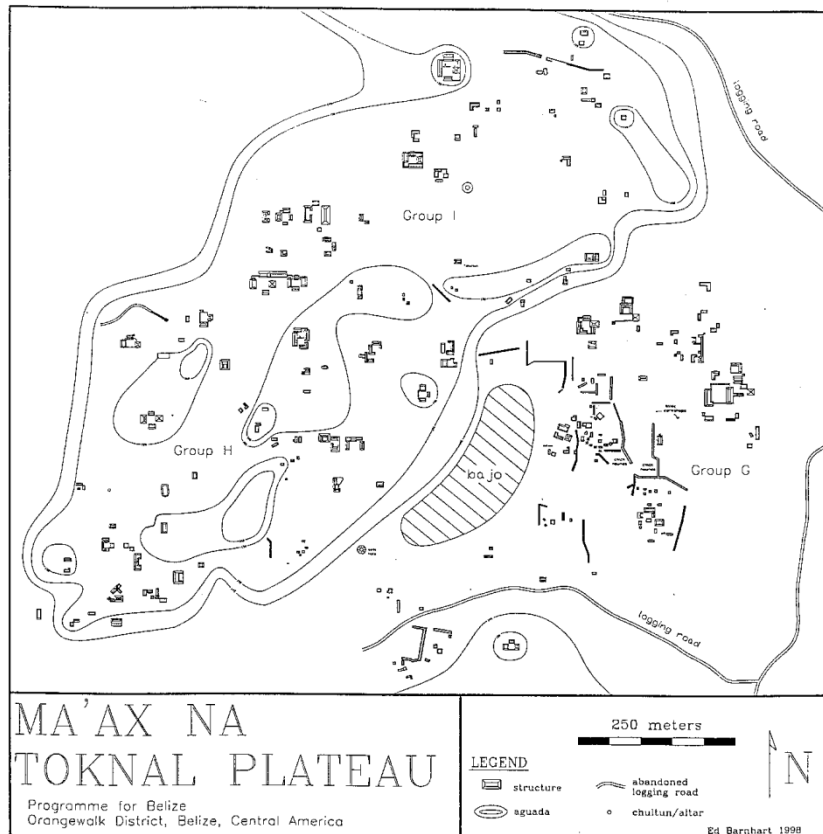 logging road
Group I
Group H
bajo
Group G
logging road
MA'AX NA
TOKNAL PLATEAU
Programme for Belize
Orangewalk District, Belize, Central America
250 meters
LEGEND
structure
aguada
abandoned
logging road
chultun/altar
N
Ed Barnhart 1998